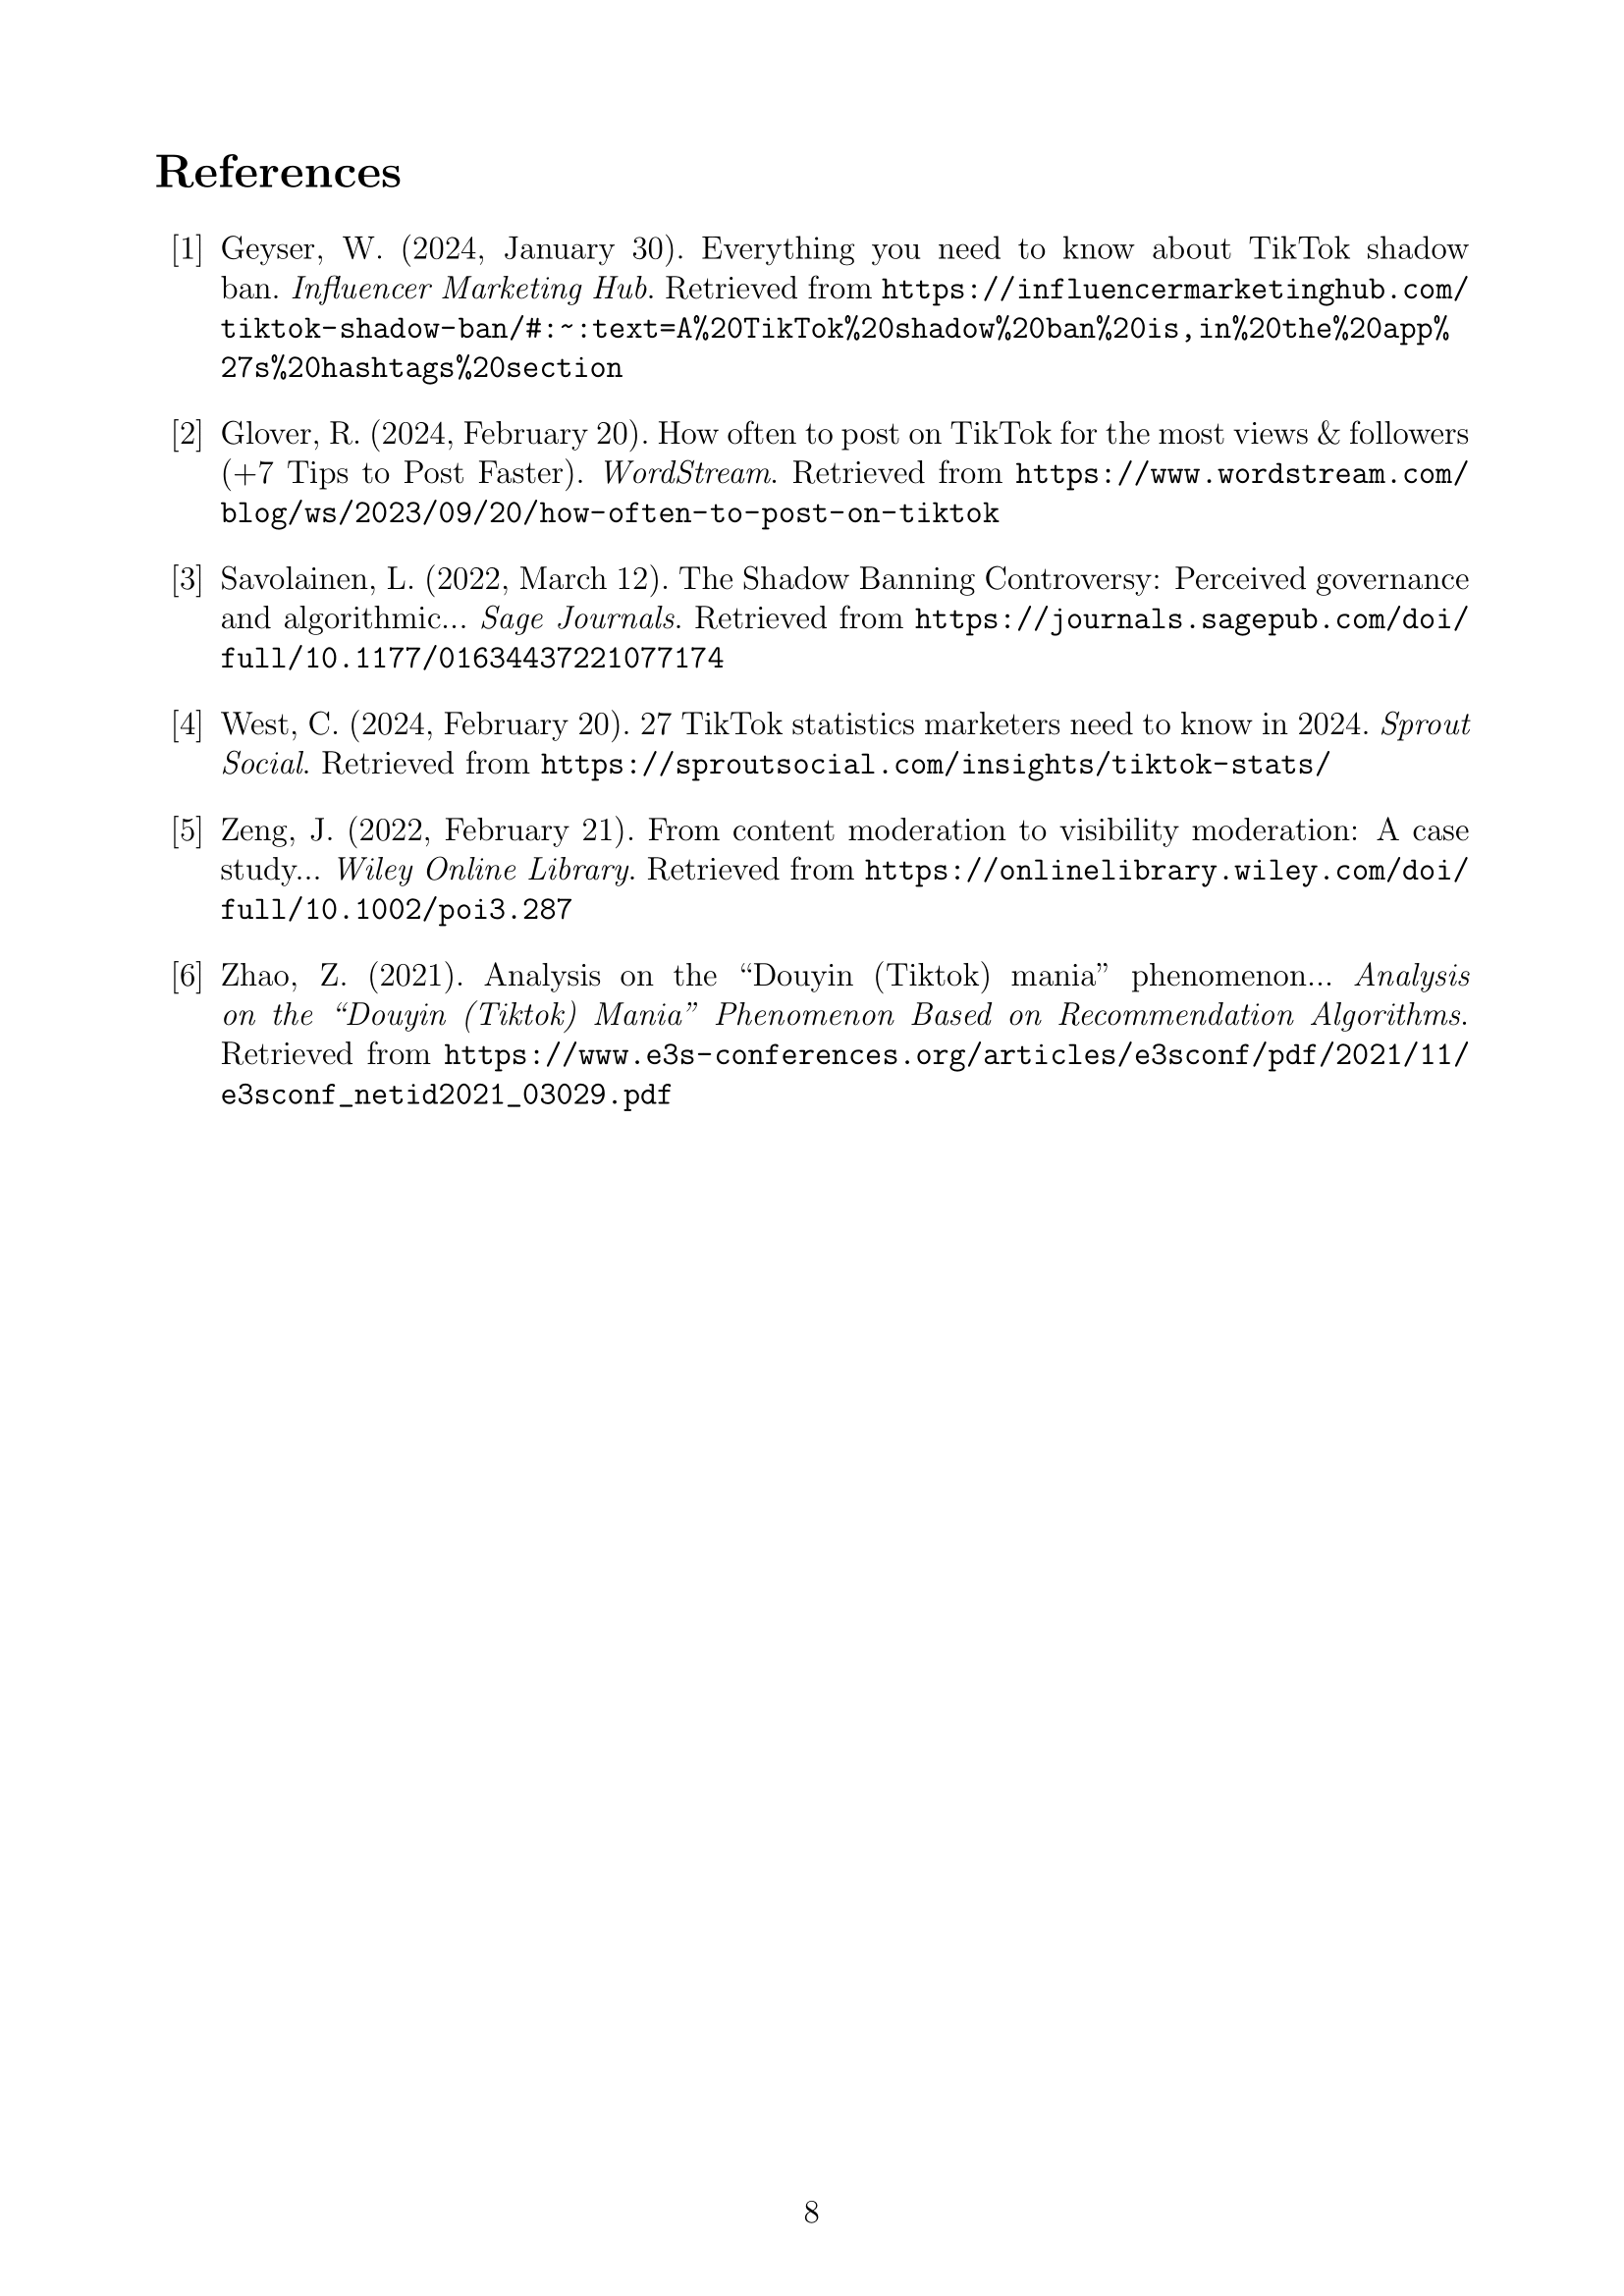 References
[1] Geyser, W. (2024, January 30). Everything you need to know about TikTok shadow
ban. Influencer Marketing Hub. Retrieved from https://influencermarketinghub.com/
tiktok-shadow-ban/#:~:text=A%20TikTok%20shadow%20ban%20is,in%20the%20app%
27s%20hashtags%20section
[2] Glover, R. (2024, February 20). How often to post on TikTok for the most views & followers
(+7 Tips to Post Faster). WordStream. Retrieved from https://www.wordstream.com/
blog/ws/2023/09/20/how-often-to-post-on-tiktok
[3] Savolainen, L. (2022, March 12). The Shadow Banning Controversy: Perceived governance
and algorithmic... Sage Journals. Retrieved from https://journals.sagepub.com/doi/
full/10.1177/01634437221077174
[4] West, C. (2024, February 20). 27 TikTok statistics marketers need to know in 2024. Sprout
Social. Retrieved from https://sproutsocial.com/insights/tiktok-stats/
[5] Zeng, J. (2022, February 21). From content moderation to visibility moderation: A case
study... Wiley Online Library. Retrieved from https://onlinelibrary.wiley.com/doi/
full/10.1002/poi3.287
[6] Zhao, Z. (2021). Analysis on the “Douyin (Tiktok) mania” phenomenon... Analysis
on the “Douyin (Tiktok) Mania” Phenomenon Based on Recommendation Algorithms.
Retrieved from https://www.e3s-conferences.org/articles/e3sconf/pdf/2021/11/
e3sconf_netid2021_03029.pdf
8